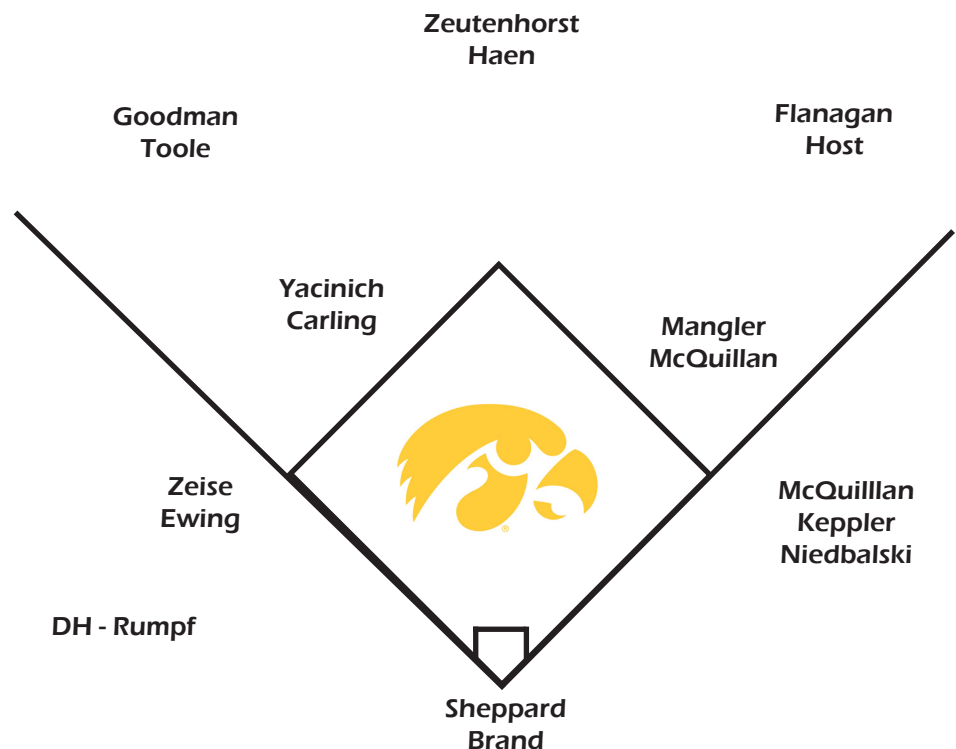 Zeutenhorst
Haen
Goodman
Toole
Flanagan
Host
Yacinich
Carling
Mangler
McQuillan
Zeise
Ewing
McQuilllan
Keppler
Niedbalski
DH - Rumpf
Sheppard
Brand
®